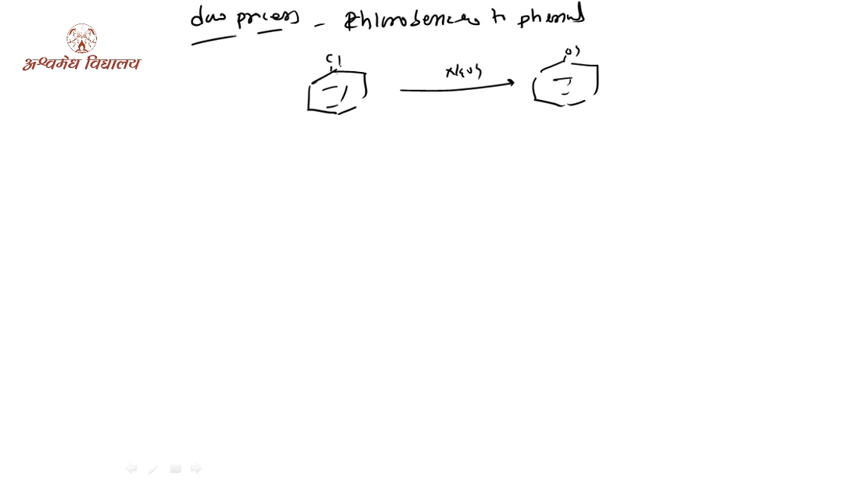 dow process - Chlorobenzene to phenol
अश्वमेध विद्यालय
Cl
NaOH
OH